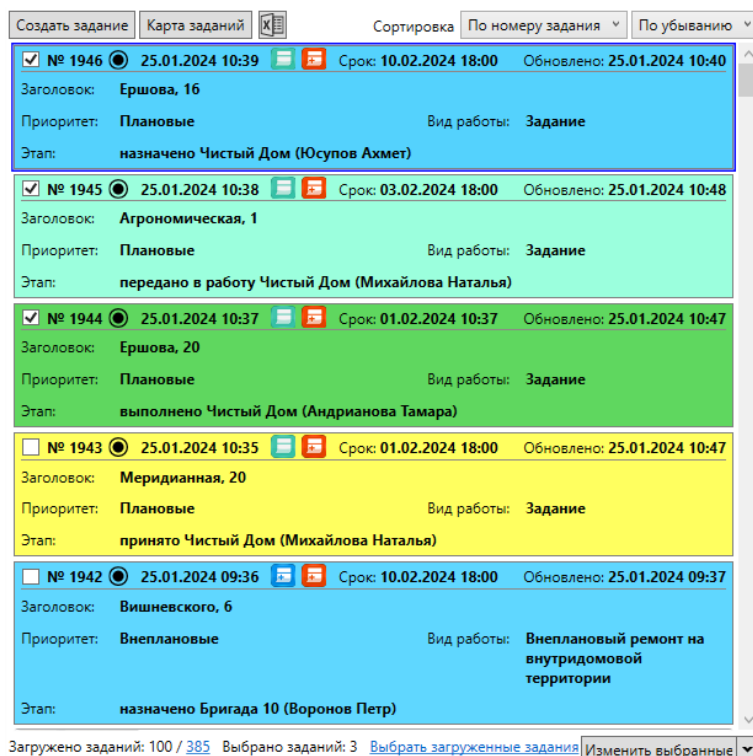 Создать задание Карта заданий Сортировка По номеру задания По убыванию
№ 1946 25.01.2024 10:39 Срок: 10.02.2024 18:00 Обновлено: 25.01.2024 10:40
Заголовок: Ершова, 16
Приоритет: Плановые Вид работы: Задание
Этап: назначено Чистый Дом (Юсупов Ахмет)
№ 1945 25.01.2024 10:38 Срок: 03.02.2024 18:00 Обновлено: 25.01.2024 10:48
Заголовок: Агрономическая, 1
Приоритет: Плановые Вид работы: Задание
Этап: передано в работу Чистый Дом (Михайлова Наталья)
№ 1944 25.01.2024 10:37 Срок: 01.02.2024 10:37 Обновлено: 25.01.2024 10:47
Заголовок: Ершова, 20
Приоритет: Плановые Вид работы: Задание
Этап: выполнено Чистый Дом (Андрианова Тамара)
№ 1943 25.01.2024 10:35 Срок: 01.02.2024 18:00 Обновлено: 25.01.2024 10:47
Заголовок: Меридианная, 20
Приоритет: Плановые Вид работы: Задание
Этап: принято Чистый Дом (Михайлова Наталья)
№ 1942 25.01.2024 09:36 Срок: 10.02.2024 18:00 Обновлено: 25.01.2024 09:37
Заголовок: Вишневского, 6
Приоритет: Внеплановые Вид работы: Внеплановый ремонт на
внутридомовой
территории
Этап: назначено Бригада 10 (Воронов Петр)
Загружено заданий: 100 / 385 Выбрано заданий: 3 Выбрать загруженные задания Изменить выбранные